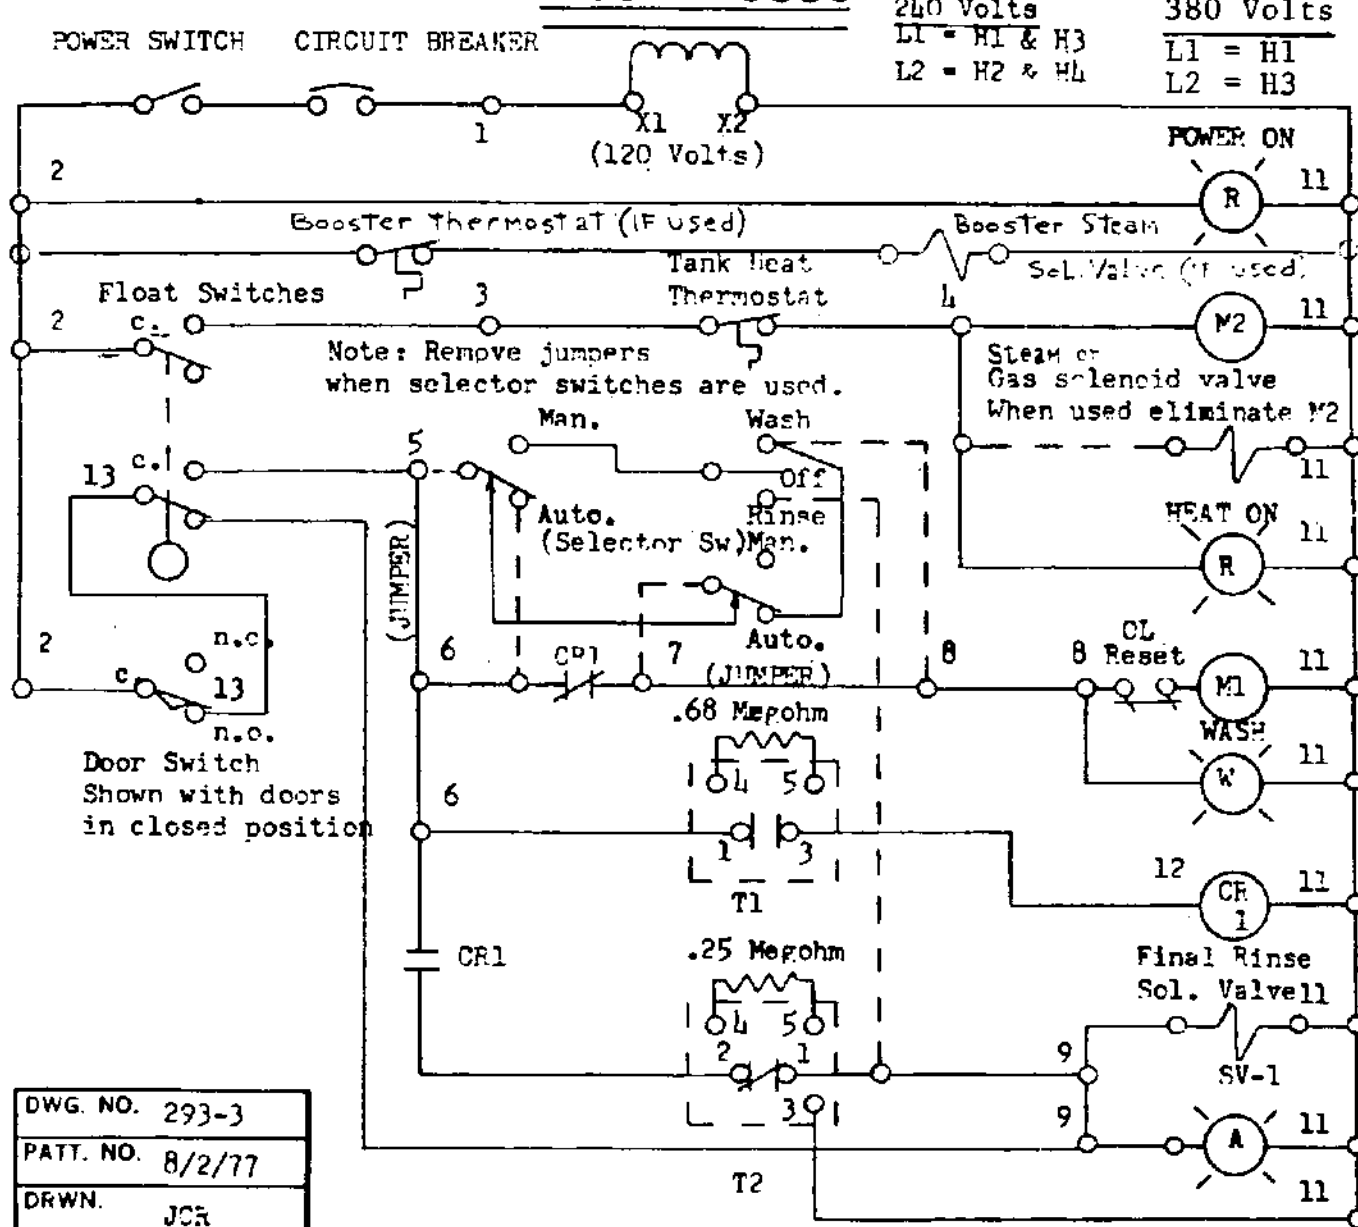 240 Volts
L1 = H1 & H3
L2 = H2 & H4
380 Volts
L1 = H1
L2 = H3
POWER SWITCH
CIRCUIT BREAKER
1
X1
X2
(120 Volts)
POWER ON
2
R
11
Booster Thermostat (IF used)
Booster Steam
Sol. Valve (if used)
Float Switches
Tank Heat
Thermostat
2
c.
3
4
M2
11
Note: Remove jumpers
when selector switches are used.
Steam or
Gas solenoid valve
When used eliminate M2
Man.
Wash
5
13
c.
Off
11
Auto.
Rinse
(Selector Sw)
Man.
HEAT ON
R
11
(JUMPER)
2
n.c.
c.
13
n.o.
Auto.
6
CR1
7
(JUMPER)
8
8
OL
Reset
M1
11
Door Switch
Shown with doors
in closed position
.68 Megohm
4
5
WASH
W
11
6
1
3
T1
12
CR
1
11
CR1
.25 Megohm
4
5
Final Rinse
Sol. Valve
11
2
1
9
SV-1
3
9
A
11
T2
11
DWG. NO. 293-3
PATT. NO. 8/2/77
DRWN. JCR